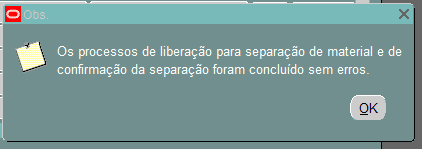 Obs.
Os processos de liberação para separação de material e de
confirmação da separação foram concluído sem erros.
OK